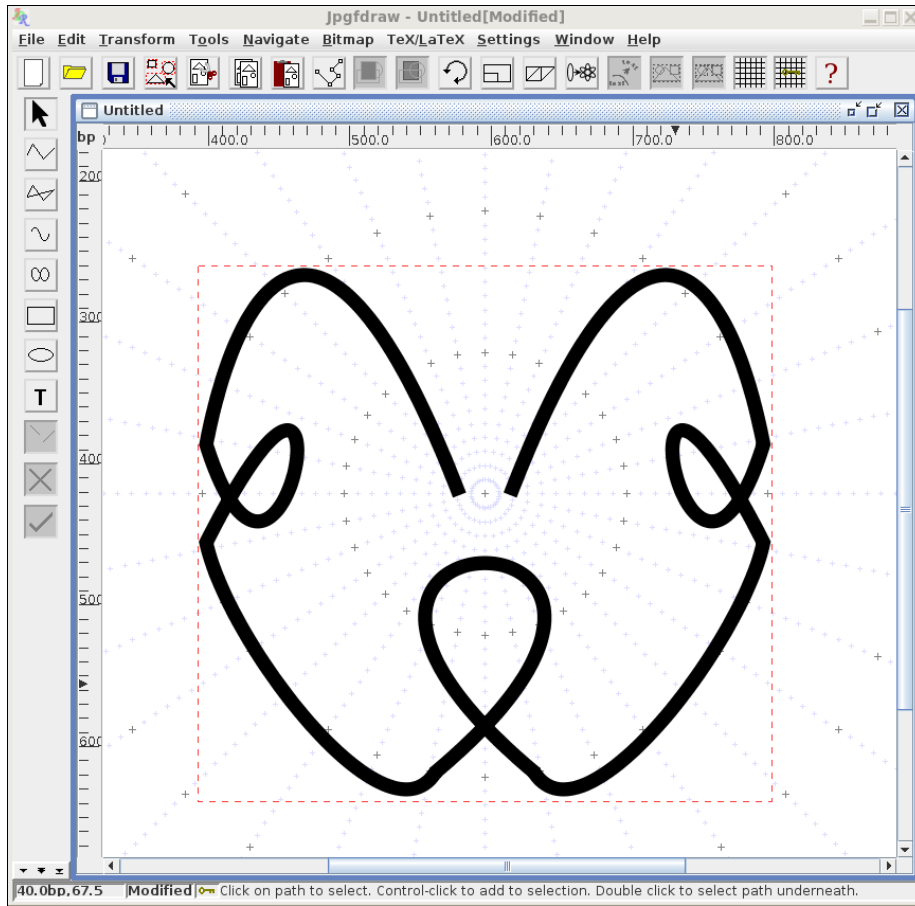 Jpgfdraw - Untitled[Modified]
File Edit Transform Tools Navigate Bitmap TeX/LaTeX Settings Window Help
?
Untitled
bp
400.0 500.0 600.0 700.0 800.0
200
300
400
500
600
T
40.0bp,67.5 Modified Click on path to select. Control-click to add to selection. Double click to select path underneath.